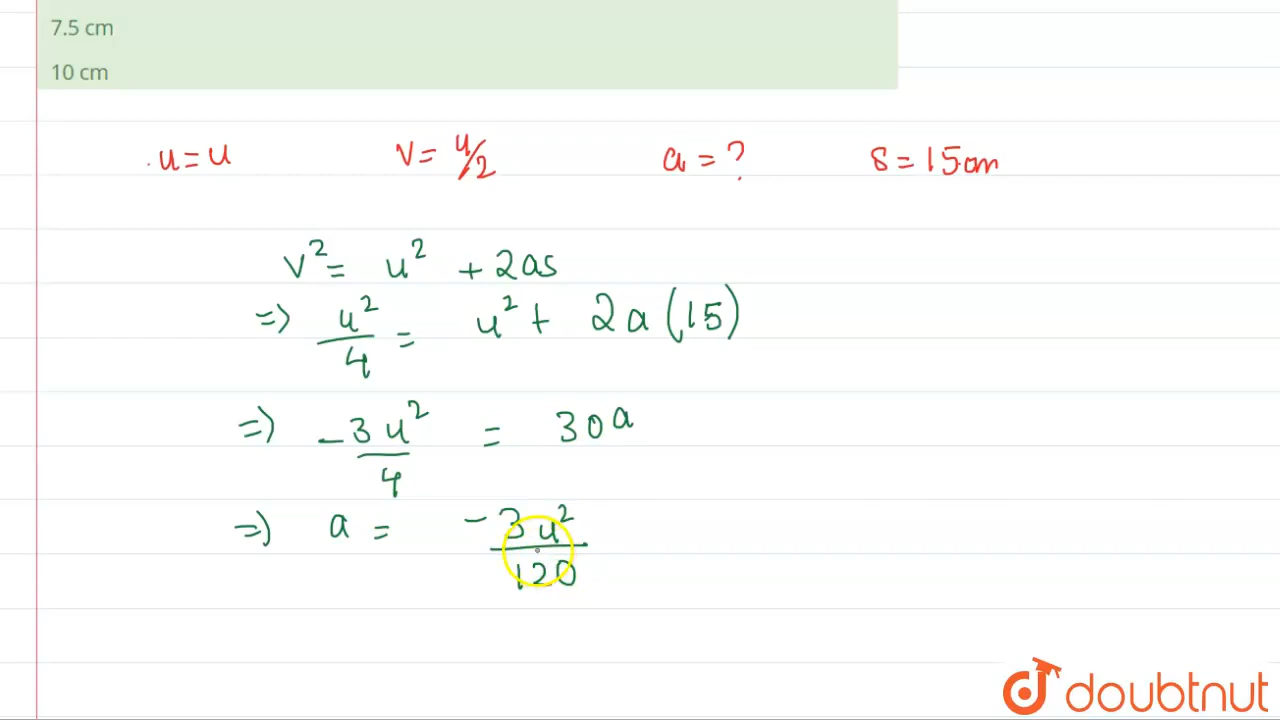 7.5 cm
10 cm
u = u v = u/2 a = ? s = 15cm
v² = u² + 2as
=> u²/4 = u² + 2a(15)
=> -3u²/4 = 30a
=> a = -3u²/120
doubtnut